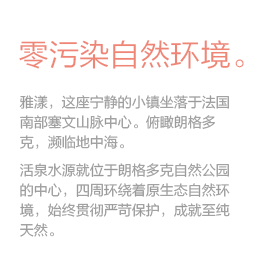 零污染自然环境。
雅漾，这座宁静的小镇坐落于法国
南部塞文山脉中心。俯瞰朗格多
克，濒临地中海。
活泉水源就位于朗格多克自然公园
的中心，四周环绕着原生态自然环
境，始终贯彻严苛保护，成就至纯
天然。